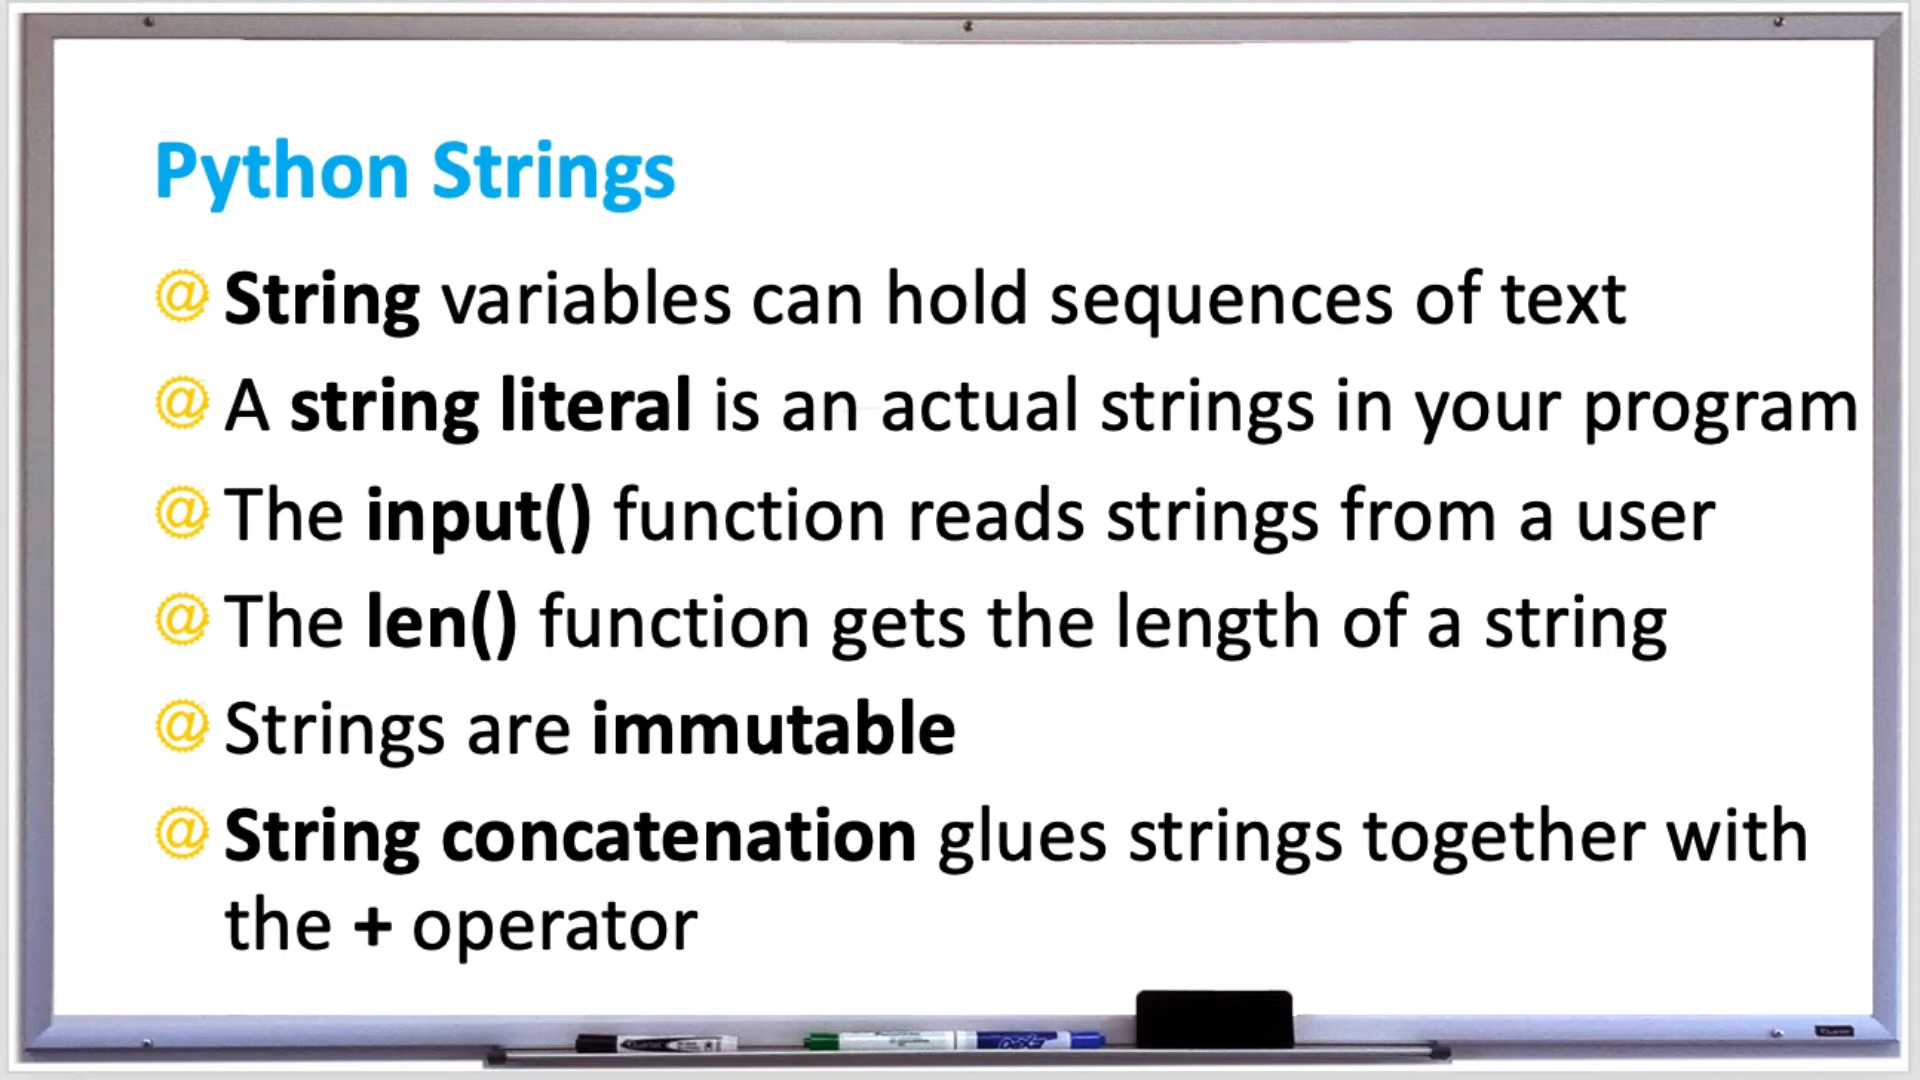 Python Strings
@ String variables can hold sequences of text
@ A string literal is an actual strings in your program
@ The input() function reads strings from a user
@ The len() function gets the length of a string
@ Strings are immutable
@ String concatenation glues strings together with
the + operator